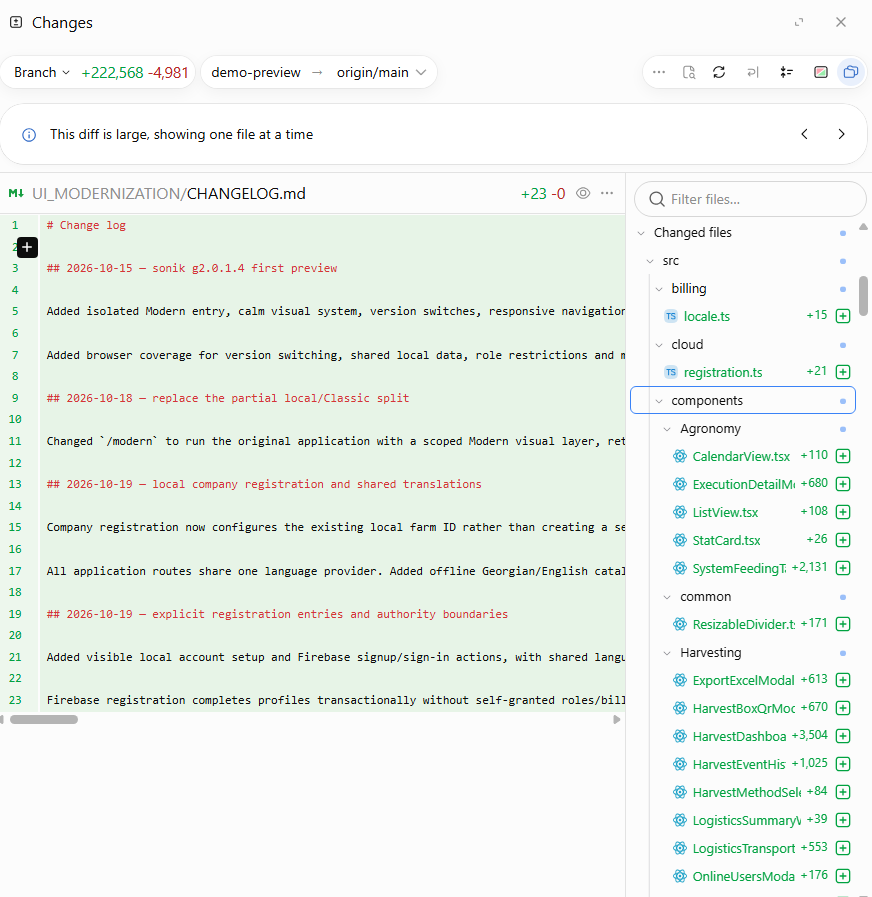 Changes
Branch +222,568 -4,981 demo-preview → origin/main
This diff is large, showing one file at a time
M↓ UI_MODERNIZATION/CHANGELOG.md +23 -0
1 # Change log
2
3 ## 2026-10-15 — sonik g2.0.1.4 first preview
4
5 Added isolated Modern entry, calm visual system, version switches, responsive navigation
6
7 Added browser coverage for version switching, shared local data, role restrictions and
8
9 ## 2026-10-18 — replace the partial local/Classic split
10
11 Changed `/modern` to run the original application with a scoped Modern visual layer,
12
13 ## 2026-10-19 — local company registration and shared translations
14
15 Company registration now configures the existing local farm ID rather than creating a
16
17 All application routes share one language provider. Added offline Georgian/English
18
19 ## 2026-10-19 — explicit registration entries and authority boundaries
20
21 Added visible local account setup and Firebase signup/sign-in actions, with shared
22
23 Firebase registration completes profiles transactionally without self-granted
Filter files...
Changed files
src
billing
TS locale.ts +15
cloud
TS registration.ts +21
components
Agronomy
CalendarView.tsx +110
ExecutionDetailM +680
ListView.tsx +108
StatCard.tsx +26
SystemFeedingT +2,131
common
ResizableDivider.ts +171
Harvesting
ExportExcelModal +613
HarvestBoxQrMoc +670
HarvestDashboa +3,504
HarvestEventHis +1,025
HarvestMethodSele +84
LogisticsSummaryV +39
LogisticsTransport +553
OnlineUsersModa +176